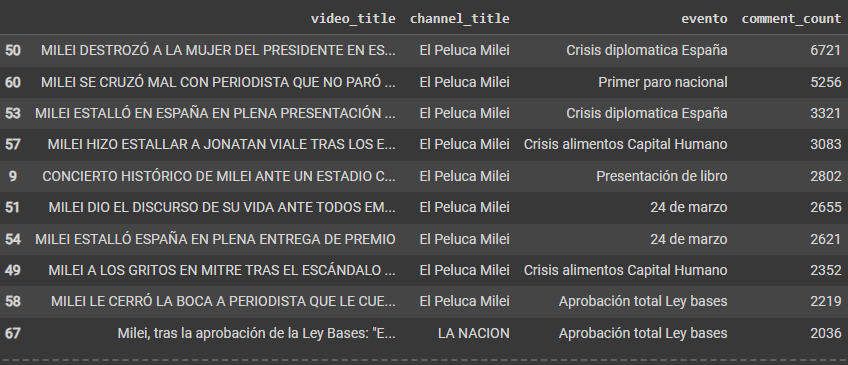 video_title channel_title evento comment_count
50 MILEI DESTROZÓ A LA MUJER DEL PRESIDENTE EN ES... El Peluca Milei Crisis diplomatica España 6721
60 MILEI SE CRUZÓ MAL CON PERIODISTA QUE NO PARÓ ... El Peluca Milei Primer paro nacional 5256
53 MILEI ESTALLÓ EN ESPAÑA EN PLENA PRESENTACIÓN ... El Peluca Milei Crisis diplomatica España 3321
57 MILEI HIZO ESTALLAR A JONATAN VIALE TRAS LOS E... El Peluca Milei Crisis alimentos Capital Humano 3083
9 CONCIERTO HISTÓRICO DE MILEI ANTE UN ESTADIO C... El Peluca Milei Presentación de libro 2802
51 MILEI DIO EL DISCURSO DE SU VIDA ANTE TODOS EM... El Peluca Milei 24 de marzo 2655
54 MILEI ESTALLÓ ESPAÑA EN PLENA ENTREGA DE PREMIO El Peluca Milei 24 de marzo 2621
49 MILEI A LOS GRITOS EN MITRE TRAS EL ESCÁNDALO ... El Peluca Milei Crisis alimentos Capital Humano 2352
58 MILEI LE CERRÓ LA BOCA A PERIODISTA QUE LE CUE... El Peluca Milei Aprobación total Ley bases 2219
67 Milei, tras la aprobación de la Ley Bases: "E... LA NACION Aprobación total Ley bases 2036